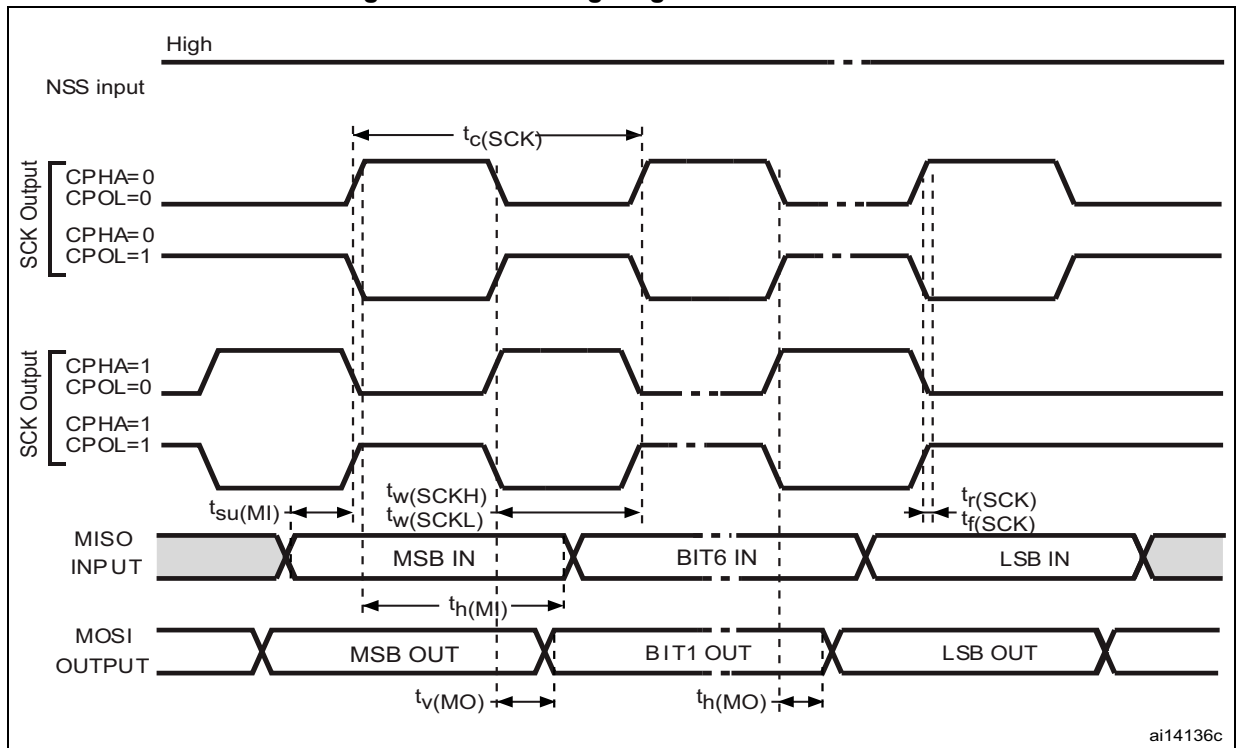 High
NSS input
tc(SCK)
SCK Output
CPHA=0
CPOL=0
CPHA=0
CPOL=1
SCK Output
CPHA=1
CPOL=0
CPHA=1
CPOL=1
tsu(MI)
tw(SCKH)
tw(SCKL)
tr(SCK)
tf(SCK)
MISO
INPUT
MSB IN
BIT6 IN
LSB IN
th(MI)
MOSI
OUTPUT
MSB OUT
BIT1 OUT
LSB OUT
tv(MO)
th(MO)
ai14136c